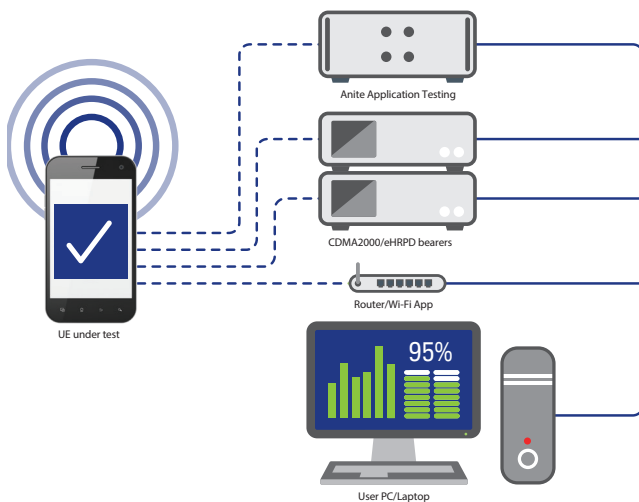 Anite Application Testing
CDMA2000/eHRPD bearers
Router/Wi-Fi App
UE under test
95%
User PC/Laptop